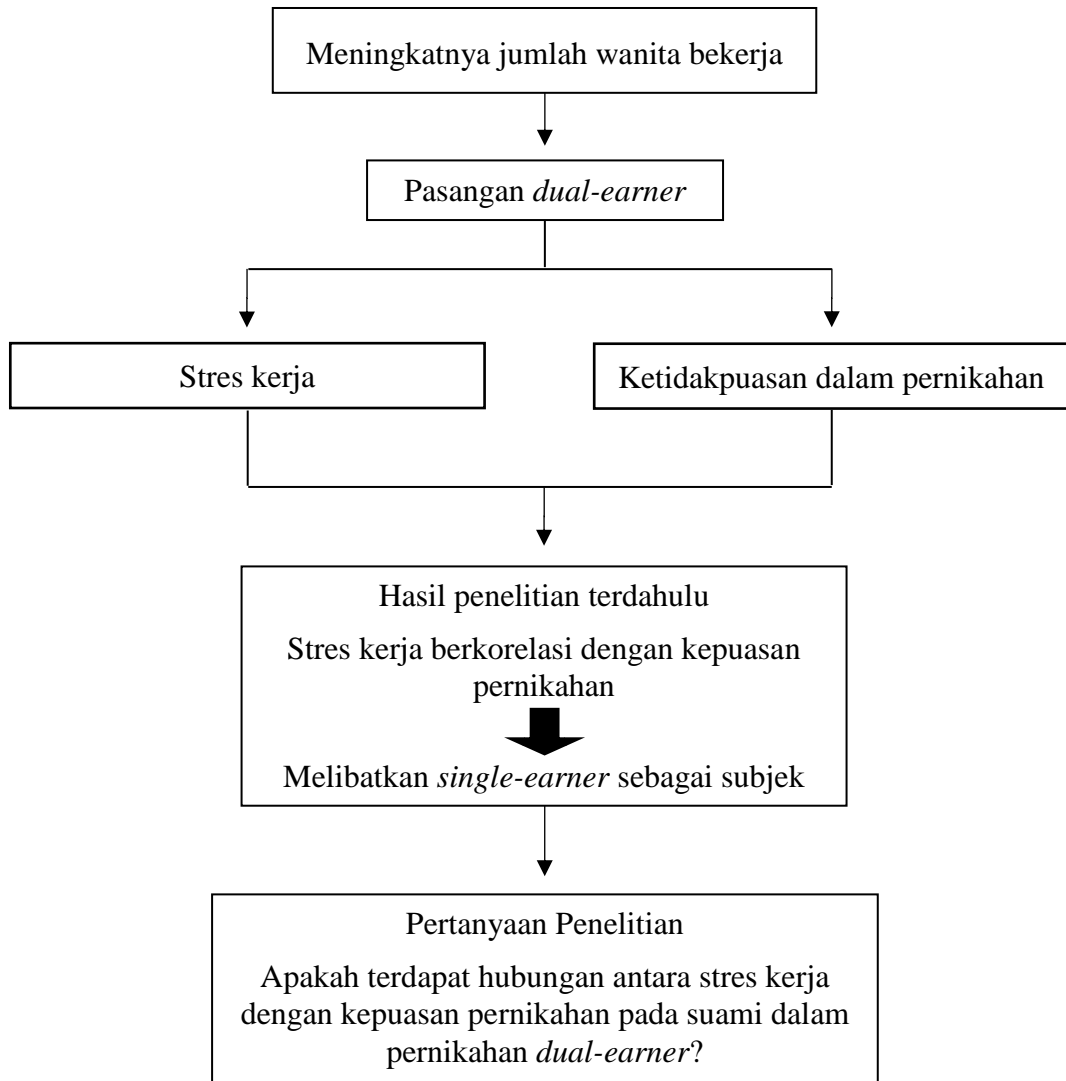 Meningkatnya jumlah wanita bekerja
Pasangan dual-earner
Stres kerja
Ketidakpuasan dalam pernikahan
Hasil penelitian terdahulu
Stres kerja berkorelasi dengan kepuasan
pernikahan
Melibatkan single-earner sebagai subjek
Pertanyaan Penelitian
Apakah terdapat hubungan antara stres kerja
dengan kepuasan pernikahan pada suami dalam
pernikahan dual-earner?